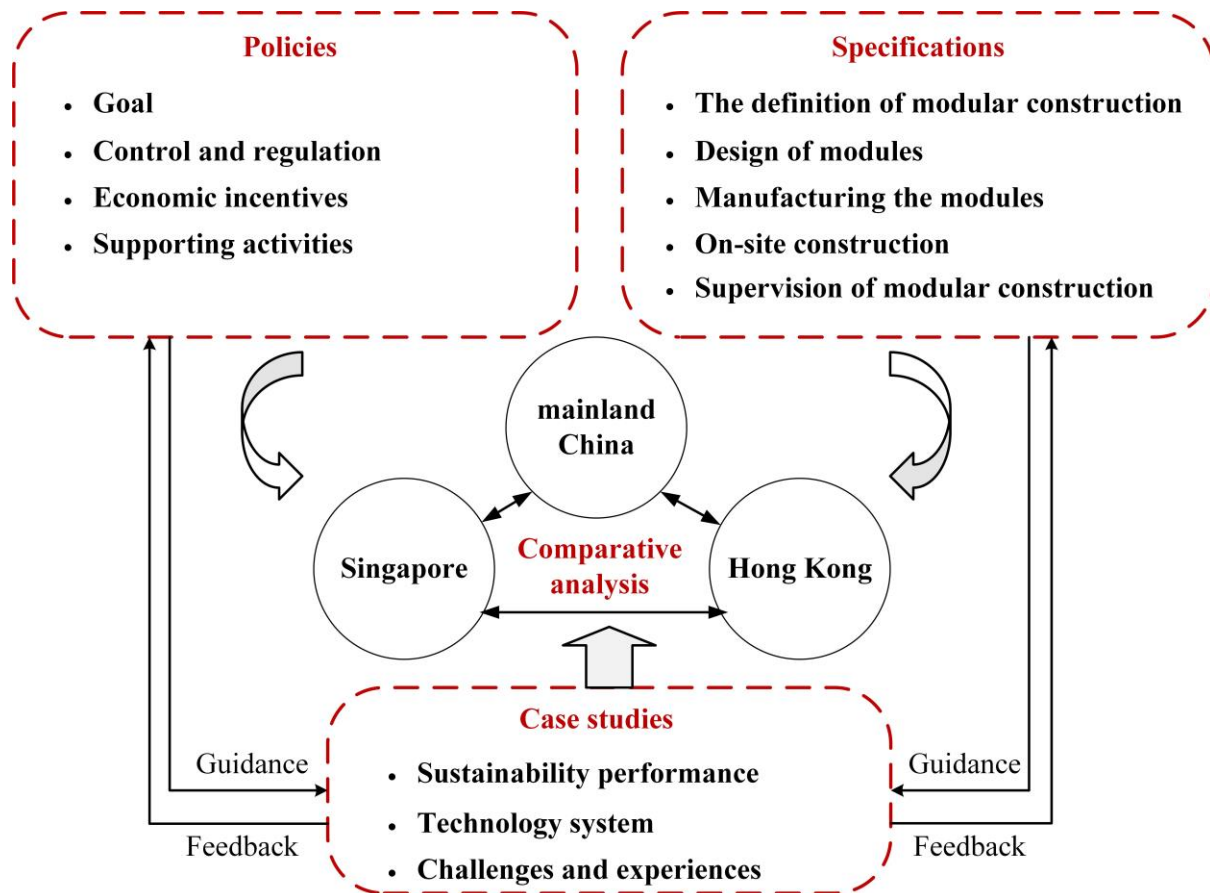 Policies
• Goal
• Control and regulation
• Economic incentives
• Supporting activities
Specifications
• The definition of modular construction
• Design of modules
• Manufacturing the modules
• On-site construction
• Supervision of modular construction
mainland
China
Singapore
Comparative
analysis
Hong Kong
Guidance
Feedback
Case studies
• Sustainability performance
• Technology system
• Challenges and experiences
Guidance
Feedback